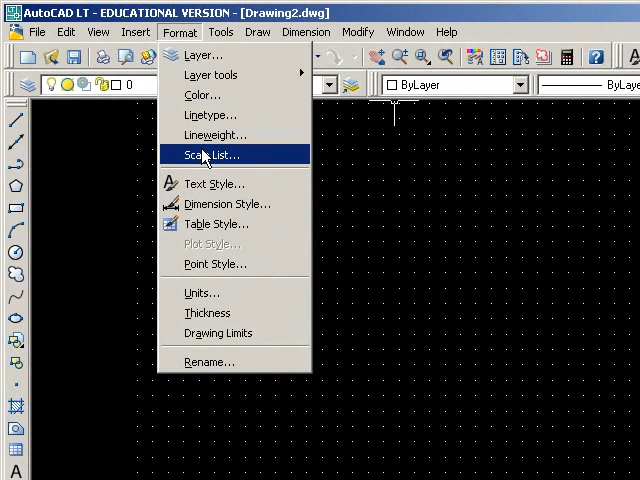 AutoCAD LT - EDUCATIONAL VERSION - [Drawing2.dwg]
File Edit View Insert Format Tools Draw Dimension Modify Window Help
0 ByLayer ByLaye
Layer...
Layer tools
Color...
Linetype...
Lineweight...
Scale List...
Text Style...
Dimension Style...
Table Style...
Plot Style...
Point Style...
Units...
Thickness
Drawing Limits
Rename...
A